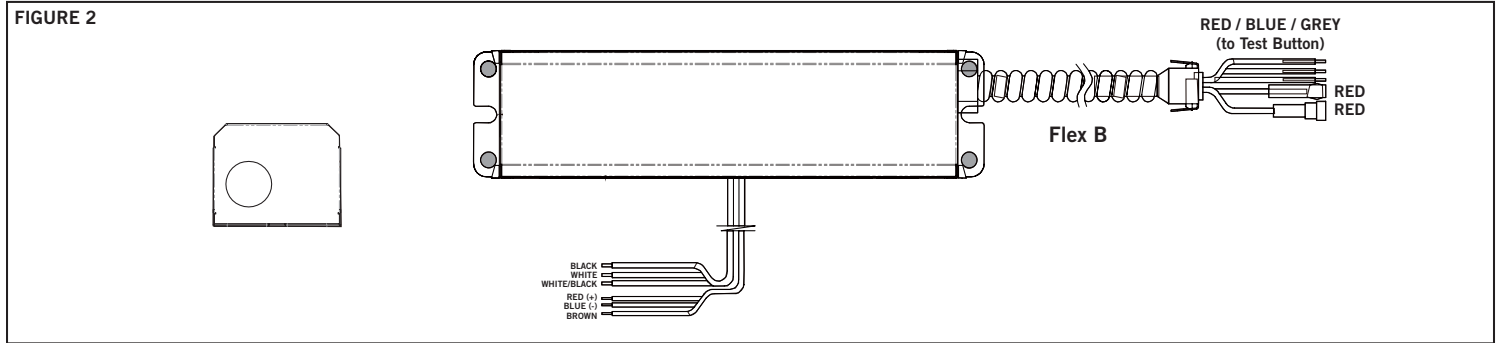 FIGURE 2
RED / BLUE / GREY
(to Test Button)
RED
RED
Flex B
BLACK
WHITE
WHITE/BLACK
RED (+)
BLUE (-)
BROWN